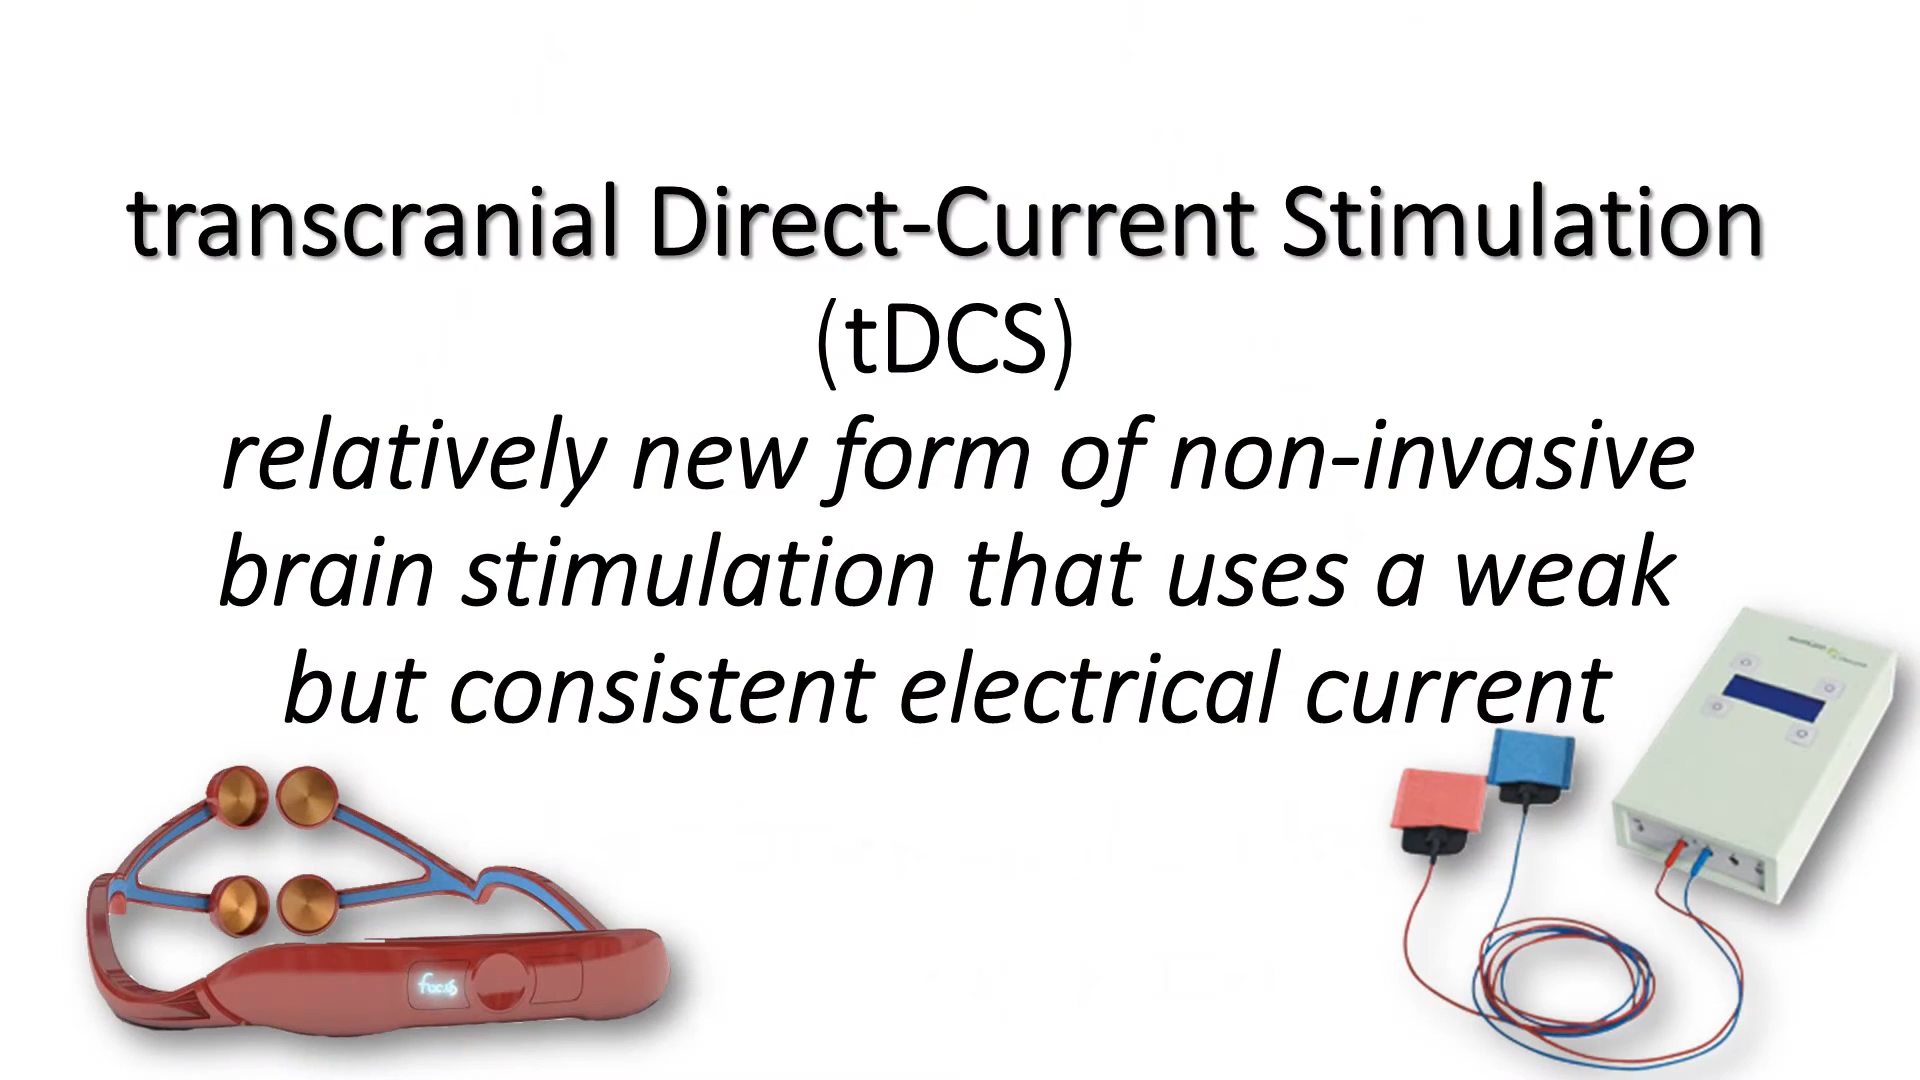 transcranial Direct-Current Stimulation
(tDCS)
relatively new form of non-invasive
brain stimulation that uses a weak
but consistent electrical current
focus